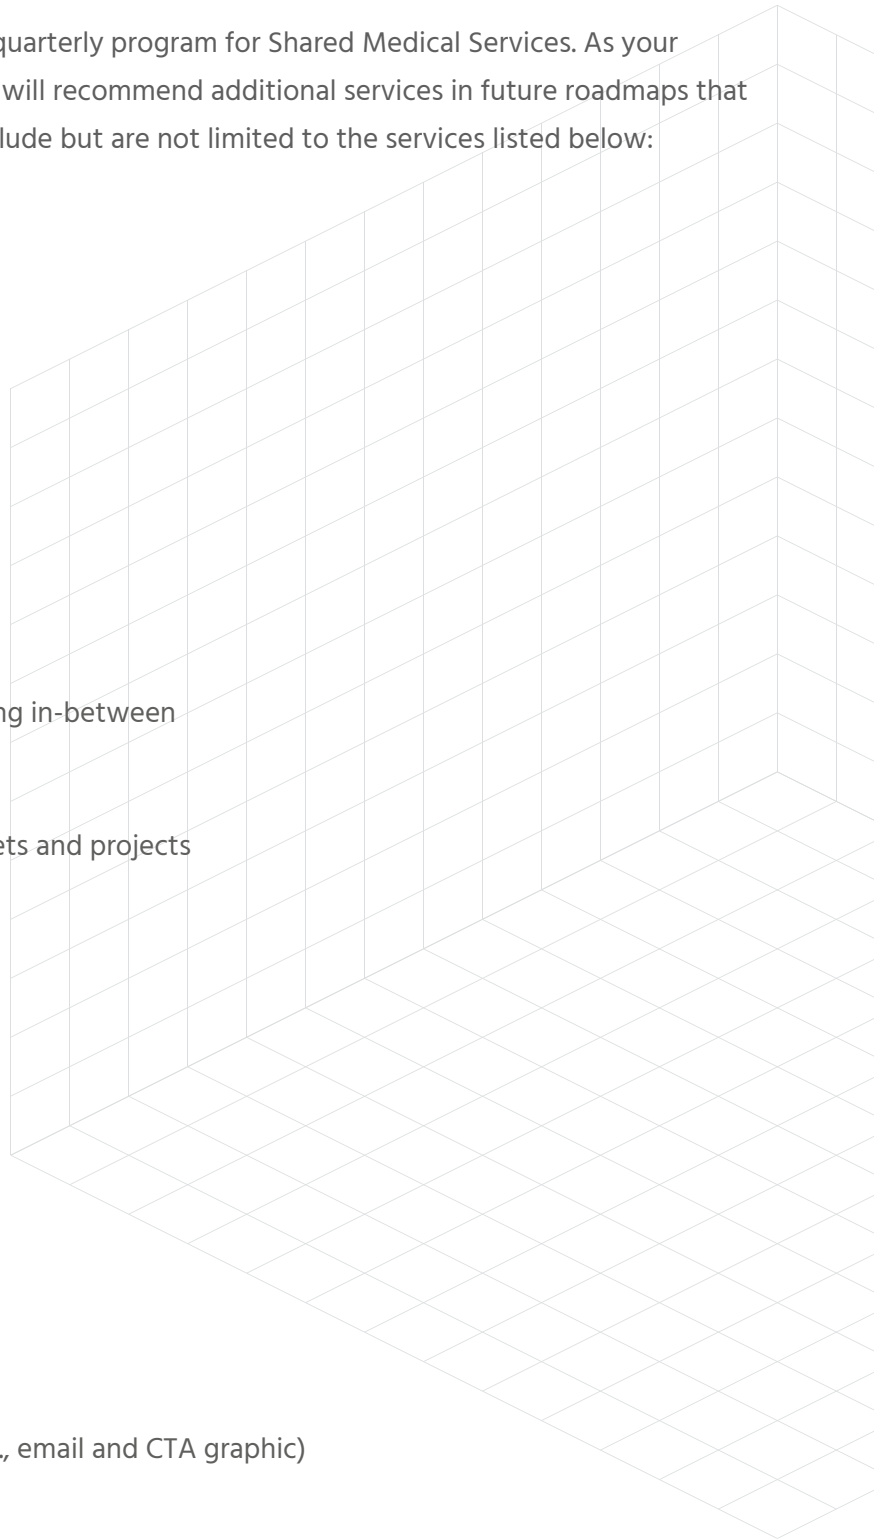 quarterly program for Shared Medical Services. As your
will recommend additional services in future roadmaps that
lude but are not limited to the services listed below:
ng in-between
ets and projects
., email and CTA graphic)